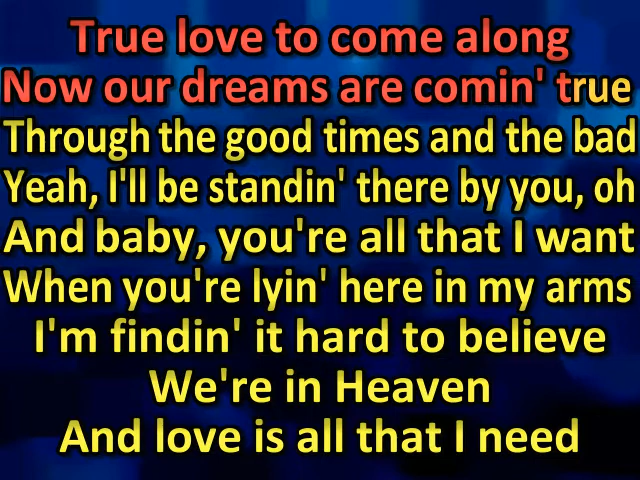 True love to come along
Now our dreams are comin' true
Through the good times and the bad
Yeah, I'll be standin' there by you, oh
And baby, you're all that I want
When you're lyin' here in my arms
I'm findin' it hard to believe
We're in Heaven
And love is all that I need